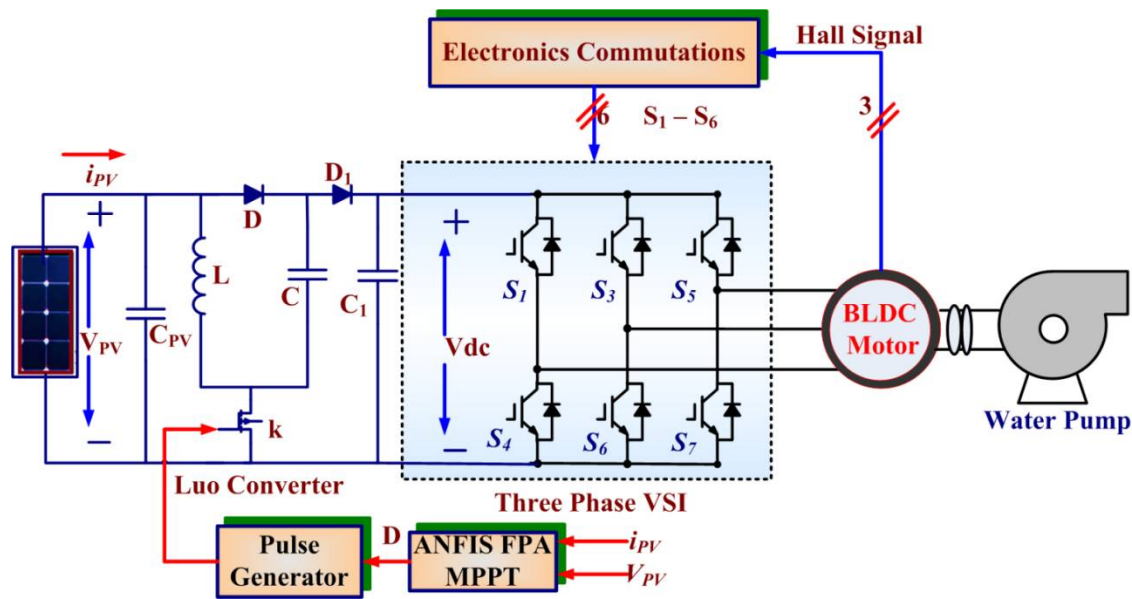 Electronics Commutations
Hall Signal
6
S1 – S6
3
iPV
D
D1
+
+
L
C
C1
CPV
VPV
Vdc
S1
S3
S5
BLDC
Motor
–
k
–
S4
S6
S7
Water Pump
Luo Converter
Three Phase VSI
Pulse
Generator
D
ANFIS FPA
MPPT
iPV
VPV